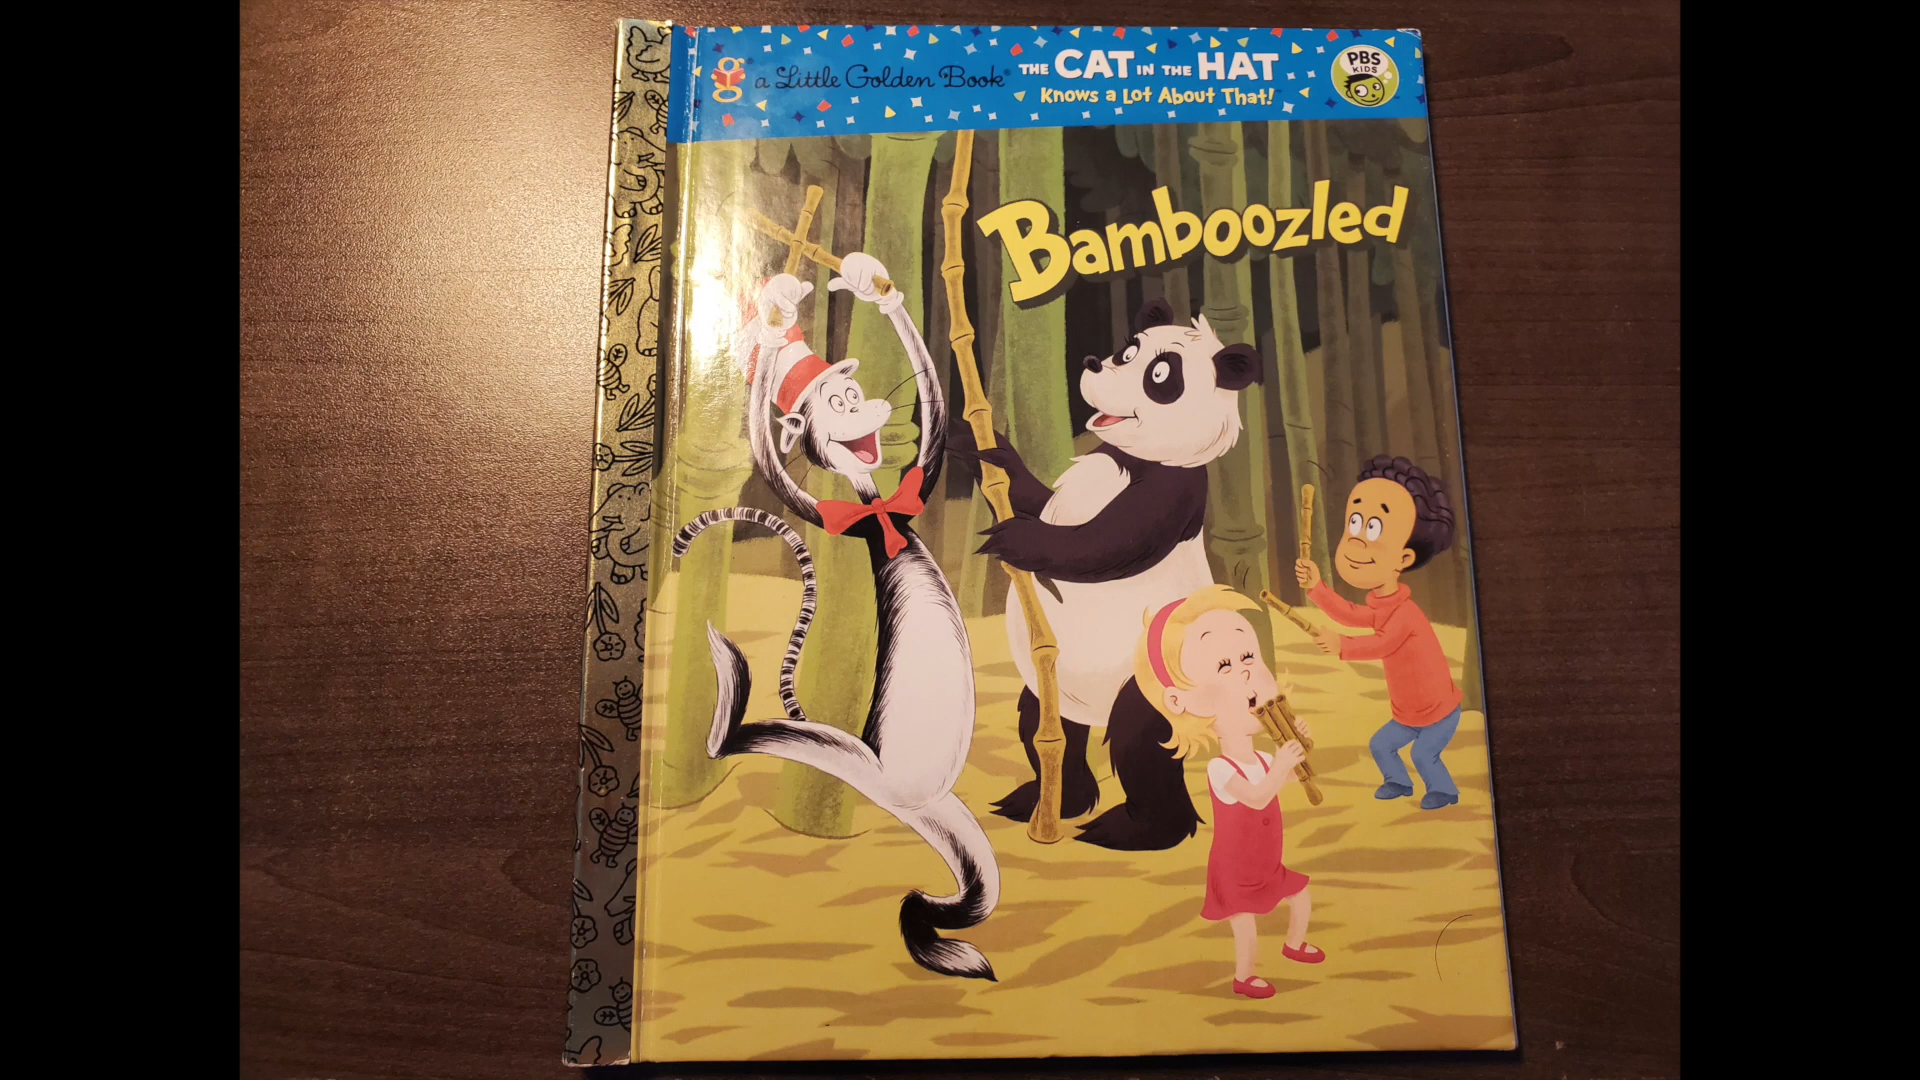 a Little Golden Book®
THE CAT IN THE HAT
Knows a Lot About That!
PBS
KIDS
Bamboozled